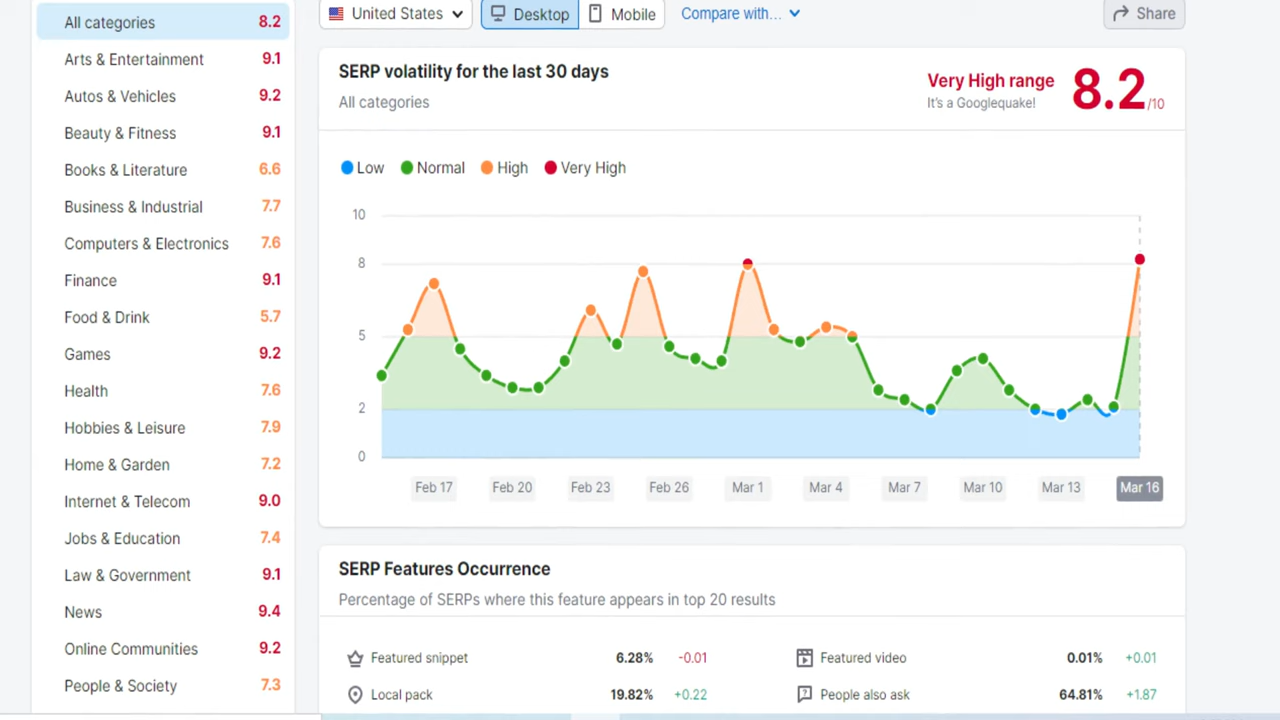 All categories 8.2
Arts & Entertainment 9.1
Autos & Vehicles 9.2
Beauty & Fitness 9.1
Books & Literature 6.6
Business & Industrial 7.7
Computers & Electronics 7.6
Finance 9.1
Food & Drink 5.7
Games 9.2
Health 7.6
Hobbies & Leisure 7.9
Home & Garden 7.2
Internet & Telecom 9.0
Jobs & Education 7.4
Law & Government 9.1
News 9.4
Online Communities 9.2
People & Society 7.3
United States Desktop Mobile Compare with... Share
SERP volatility for the last 30 days
All categories
Very High range
It's a Googlequake!
8.2/10
Low Normal High Very High
10
8
5
2
0
Feb 17 Feb 20 Feb 23 Feb 26 Mar 1 Mar 4 Mar 7 Mar 10 Mar 13 Mar 16
SERP Features Occurrence
Percentage of SERPs where this feature appears in top 20 results
Featured snippet 6.28% -0.01 Featured video 0.01% +0.01
Local pack 19.82% +0.22 People also ask 64.81% +1.87